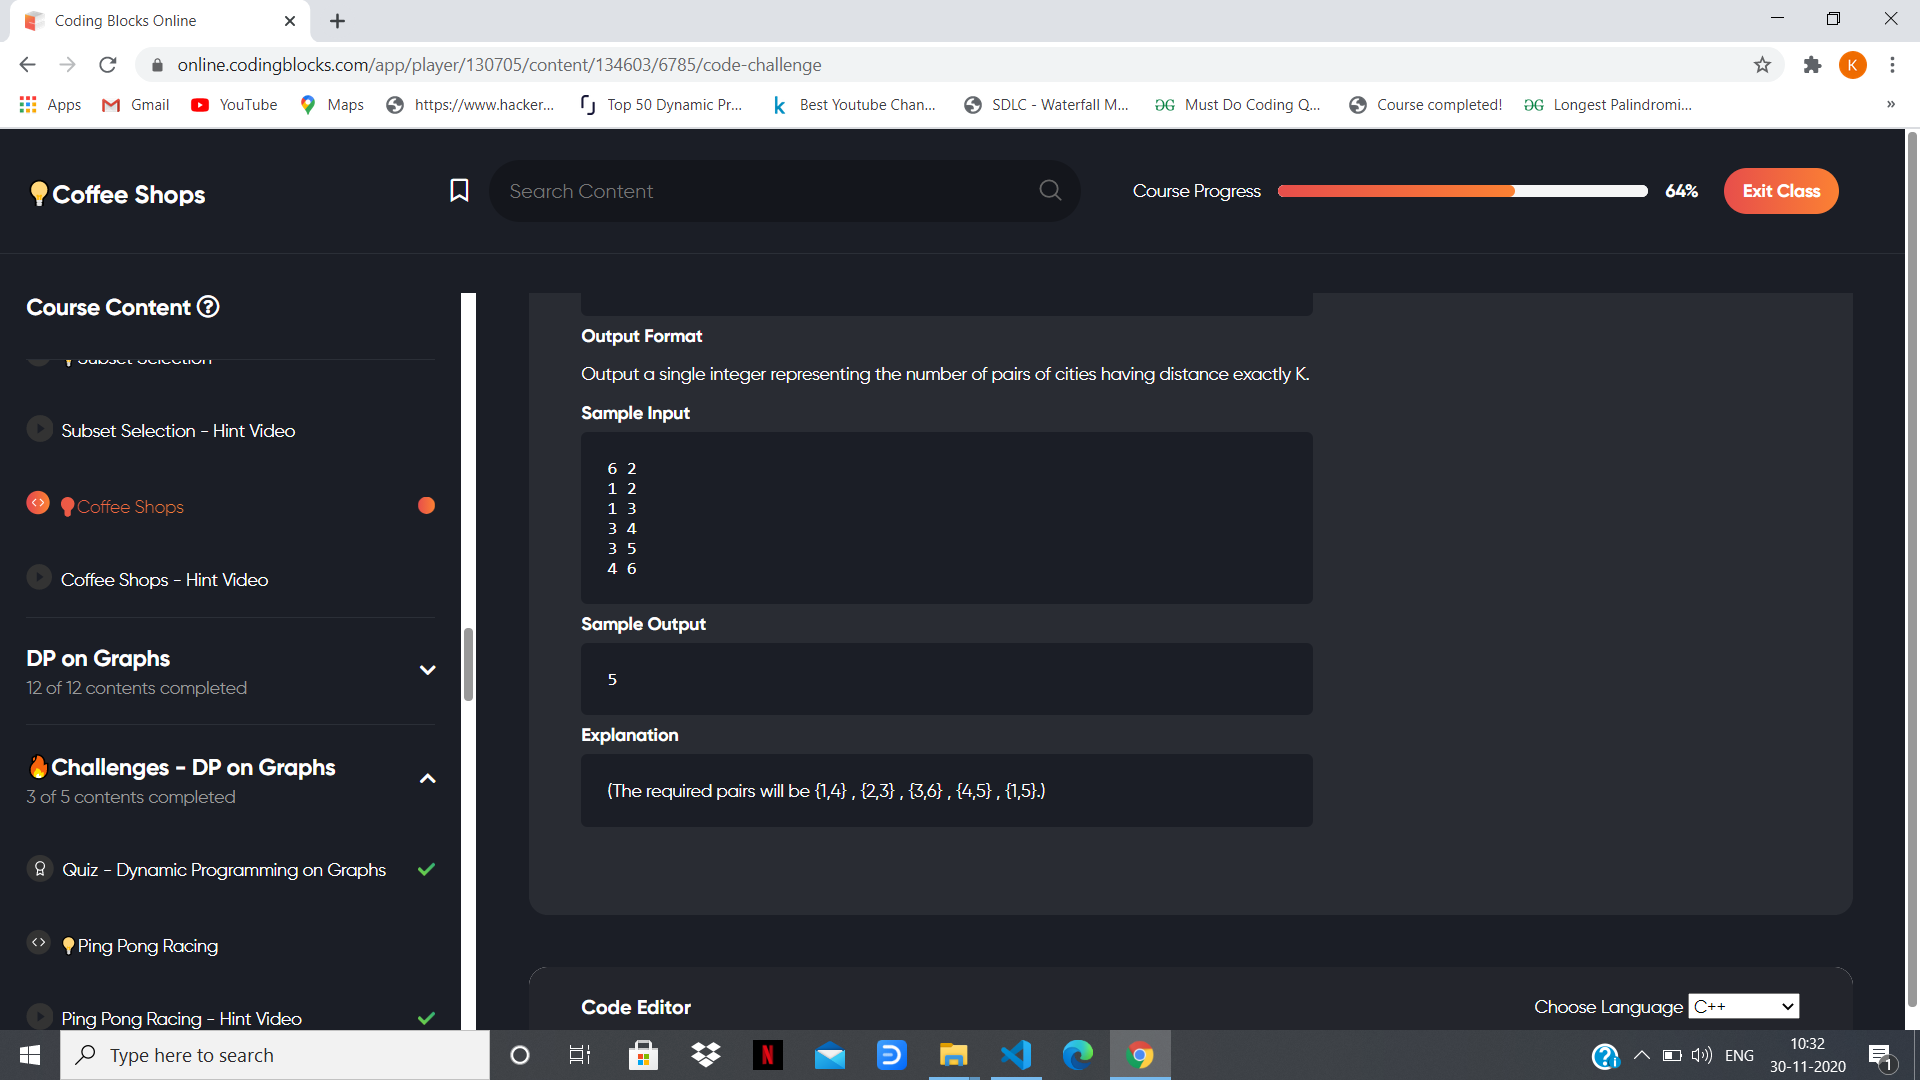 Coding Blocks Online
online.codingblocks.com/app/player/130705/content/134603/6785/code-challenge
K
Apps
Gmail
YouTube
Maps
https://www.hacker...
Top 50 Dynamic Pr...
Best Youtube Chan...
SDLC - Waterfall M...
Must Do Coding Q...
Course completed!
Longest Palindromi...
»
Coffee Shops
Search Content
Course Progress
64%
Exit Class
Course Content
Subset Selection
Subset Selection - Hint Video
Coffee Shops
Coffee Shops - Hint Video
DP on Graphs
12 of 12 contents completed
Challenges - DP on Graphs
3 of 5 contents completed
Quiz - Dynamic Programming on Graphs
Ping Pong Racing
Ping Pong Racing - Hint Video
Output Format
Output a single integer representing the number of pairs of cities having distance exactly K.
Sample Input
6 2
1 2
1 3
3 4
3 5
4 6
Sample Output
5
Explanation
(The required pairs will be {1,4} , {2,3} , {3,6} , {4,5} , {1,5}.)
Code Editor
Choose Language
C++
Type here to search
ENG
10:32
30-11-2020
1